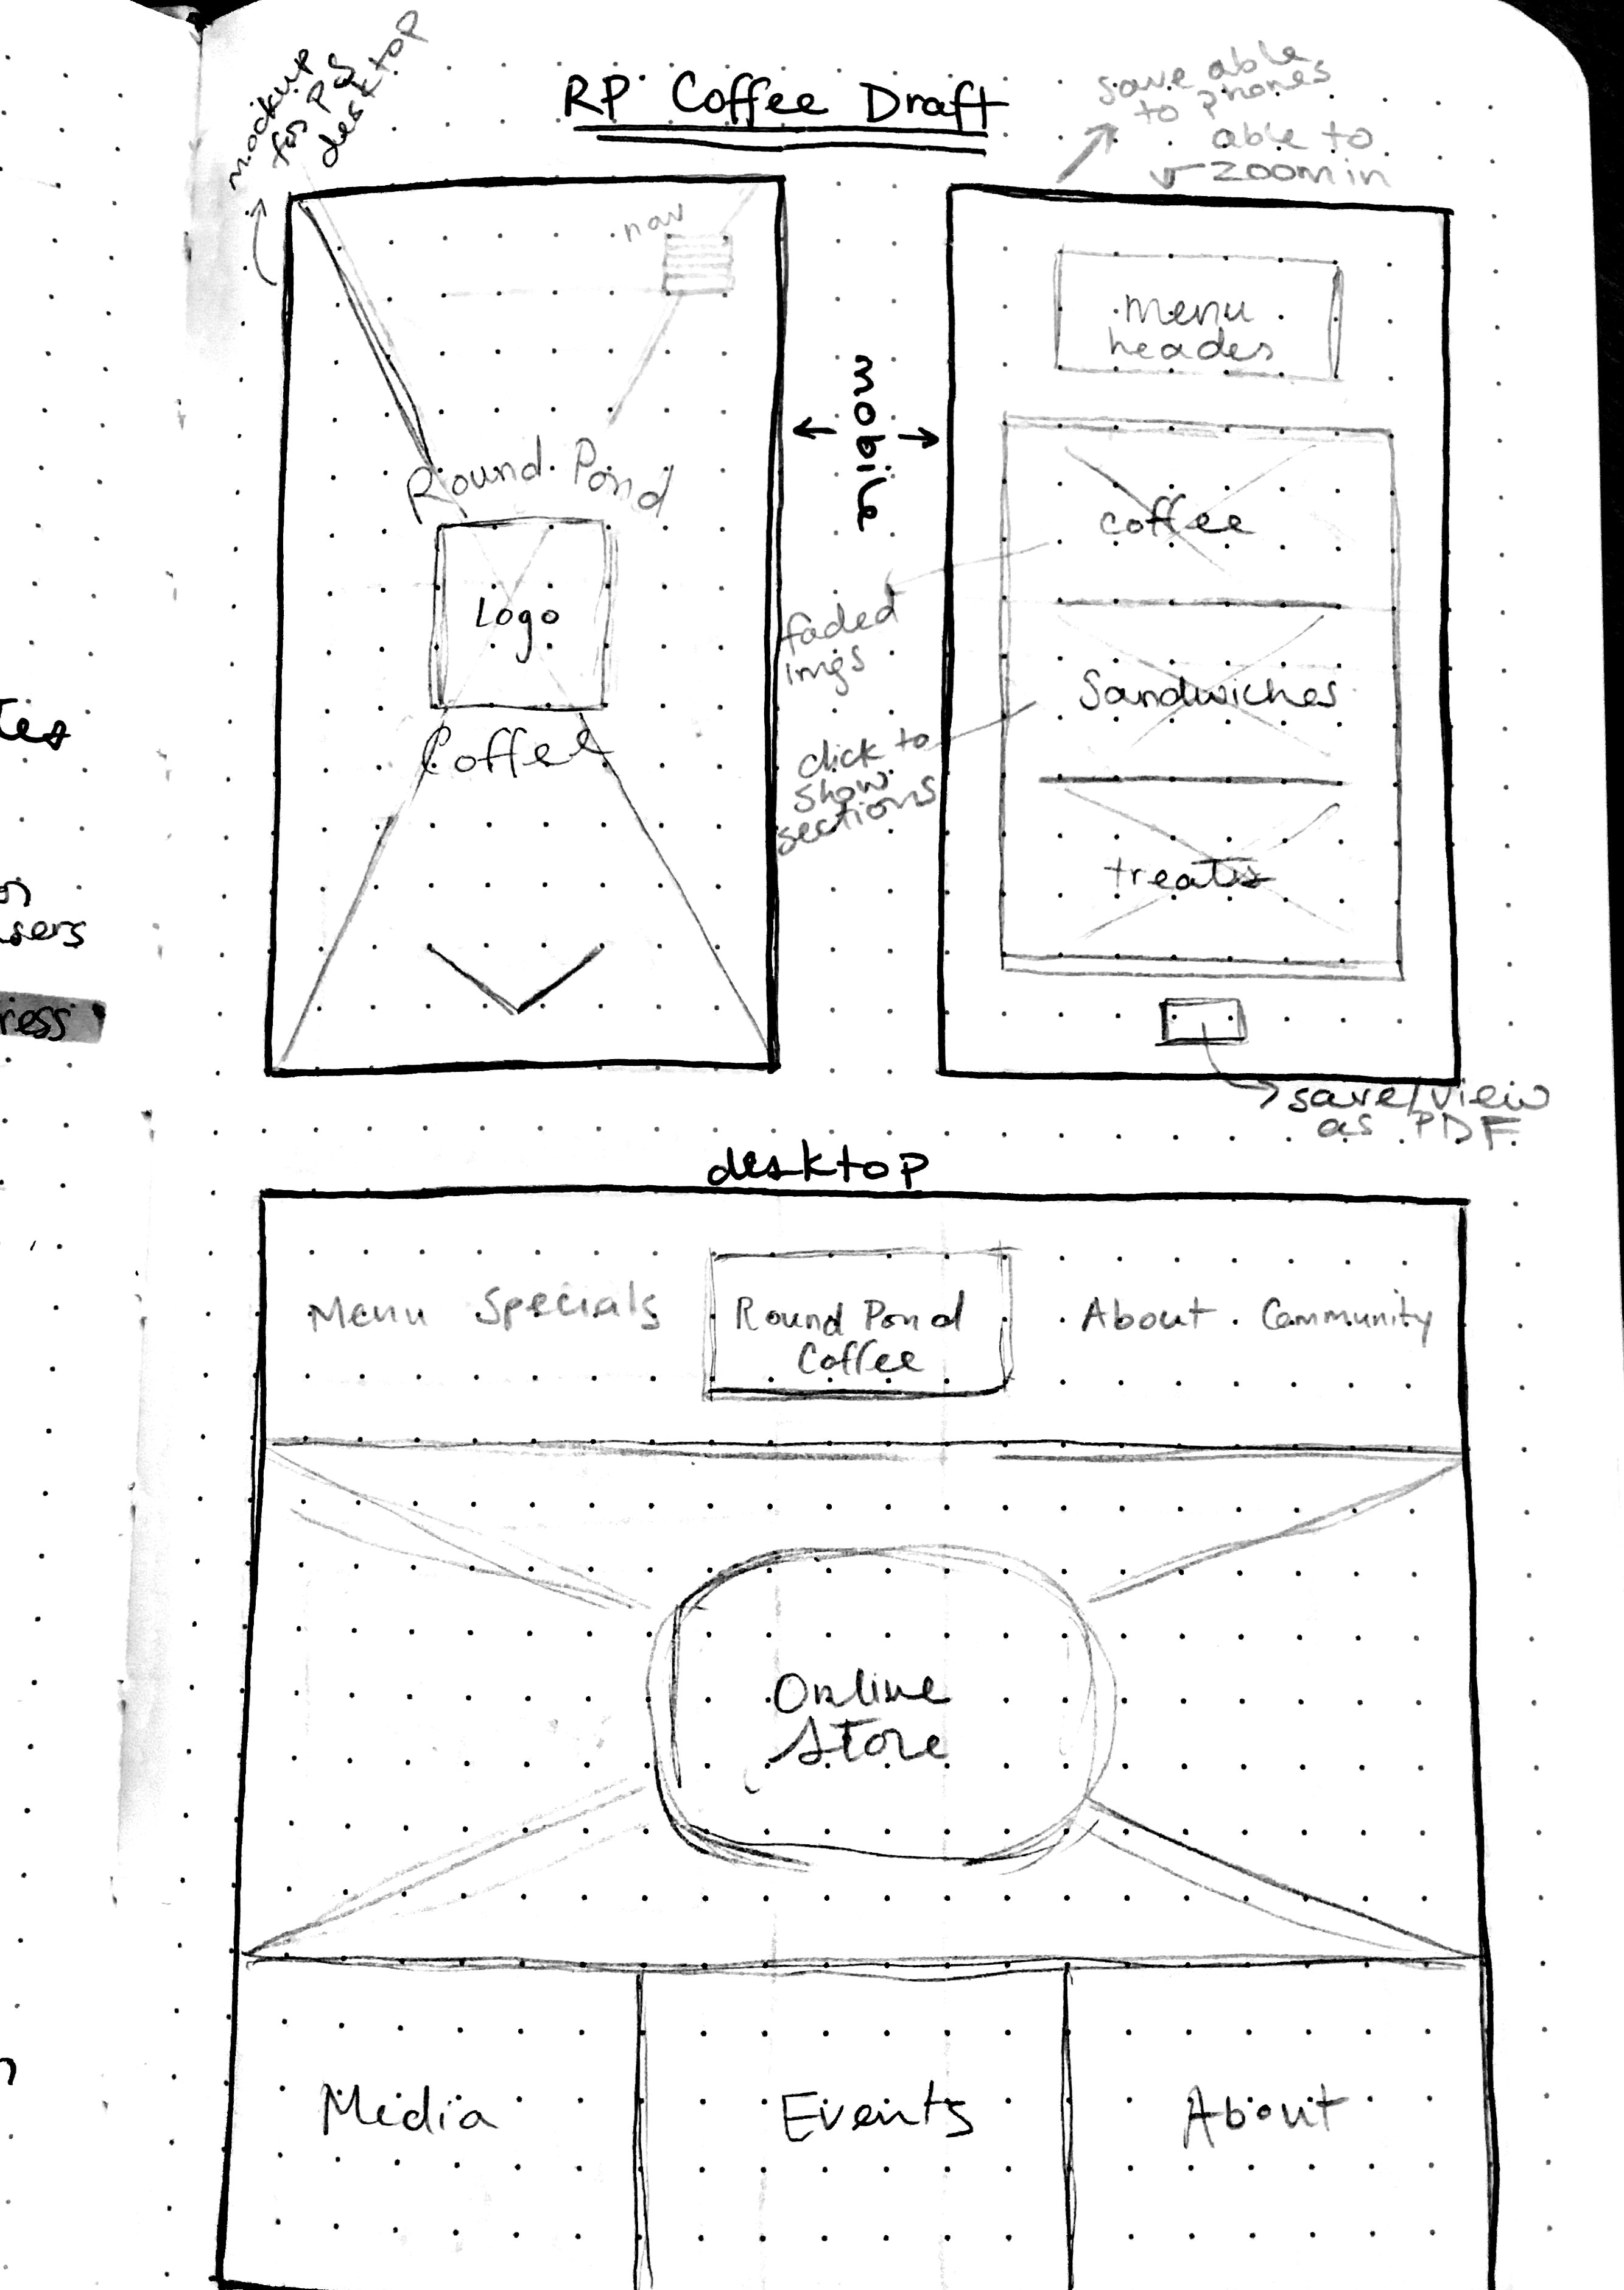 RP Coffee Draft
mockup
for pg
desktop
save able
to phones
able to
zoom in
nav
Round Pond
Logo
Coffee
mobile
menu
header
coffee
Sandwiches
treats
faded
imgs
click to
show
sections
save/view
as PDF
desktop
Menu Specials
Round Pond
Coffee
About Community
Online
Store
Media
Events
About
tes
on
sers
ress